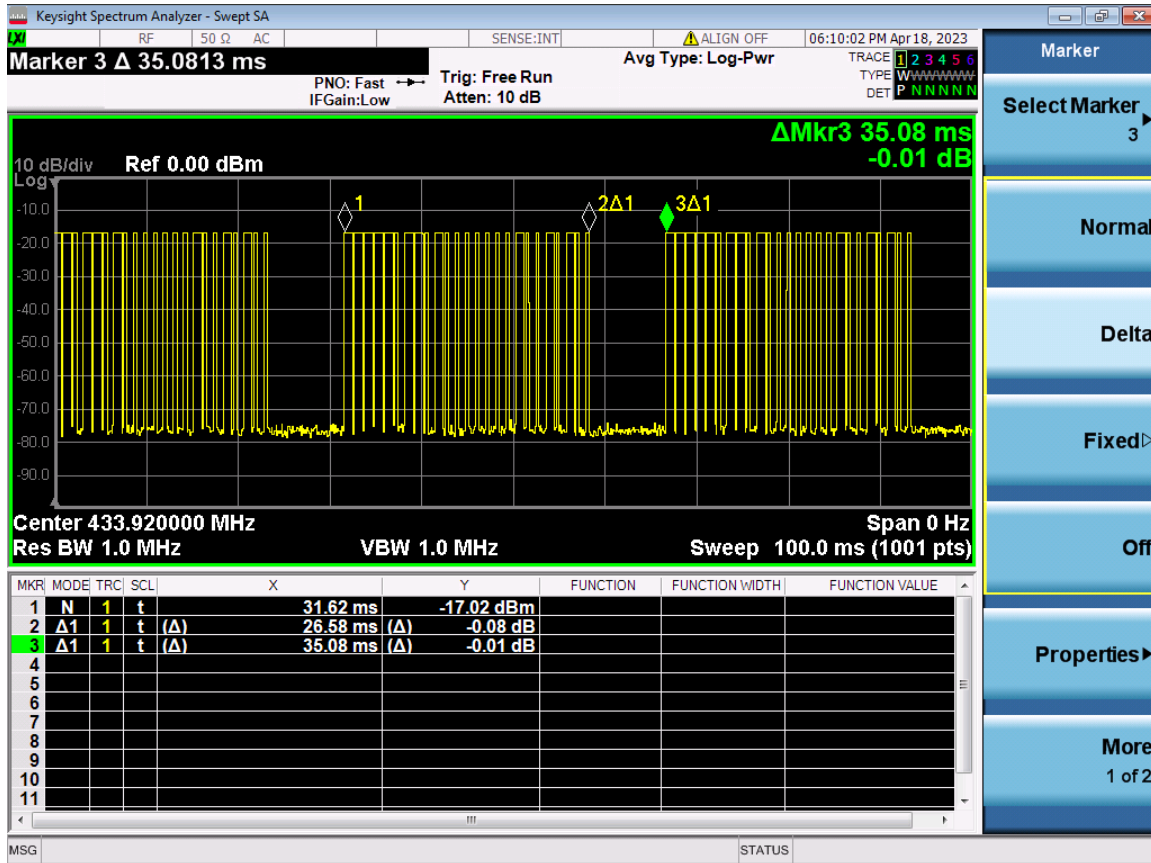 Keysight Spectrum Analyzer - Swept SA
LXI
RF
50 Ω AC
SENSE:INT
ALIGN OFF
06:10:02 PM Apr 18, 2023
Marker 3 Δ 35.0813 ms
PNO: Fast
IFGain:Low
Trig: Free Run
Atten: 10 dB
Avg Type: Log-Pwr
TRACE 1 2 3 4 5 6
TYPE WWWWWW
DET P N N N N N
ΔMkr3 35.08 ms
-0.01 dB
10 dB/div
Log
Ref 0.00 dBm
1
2Δ1
3Δ1
-10.0
-20.0
-30.0
-40.0
-50.0
-60.0
-70.0
-80.0
-90.0
Center 433.920000 MHz
Span 0 Hz
Res BW 1.0 MHz
VBW 1.0 MHz
Sweep 100.0 ms (1001 pts)
MKR MODE TRC SCL X Y FUNCTION FUNCTION WIDTH FUNCTION VALUE
1 N 1 t 31.62 ms -17.02 dBm
2 Δ1 1 t (Δ) 26.58 ms (Δ) -0.08 dB
3 Δ1 1 t (Δ) 35.08 ms (Δ) -0.01 dB
4
5
6
7
8
9
10
11
MSG
STATUS
Marker
Select Marker
3
Normal
Delta
Fixed
Off
Properties
More
1 of 2